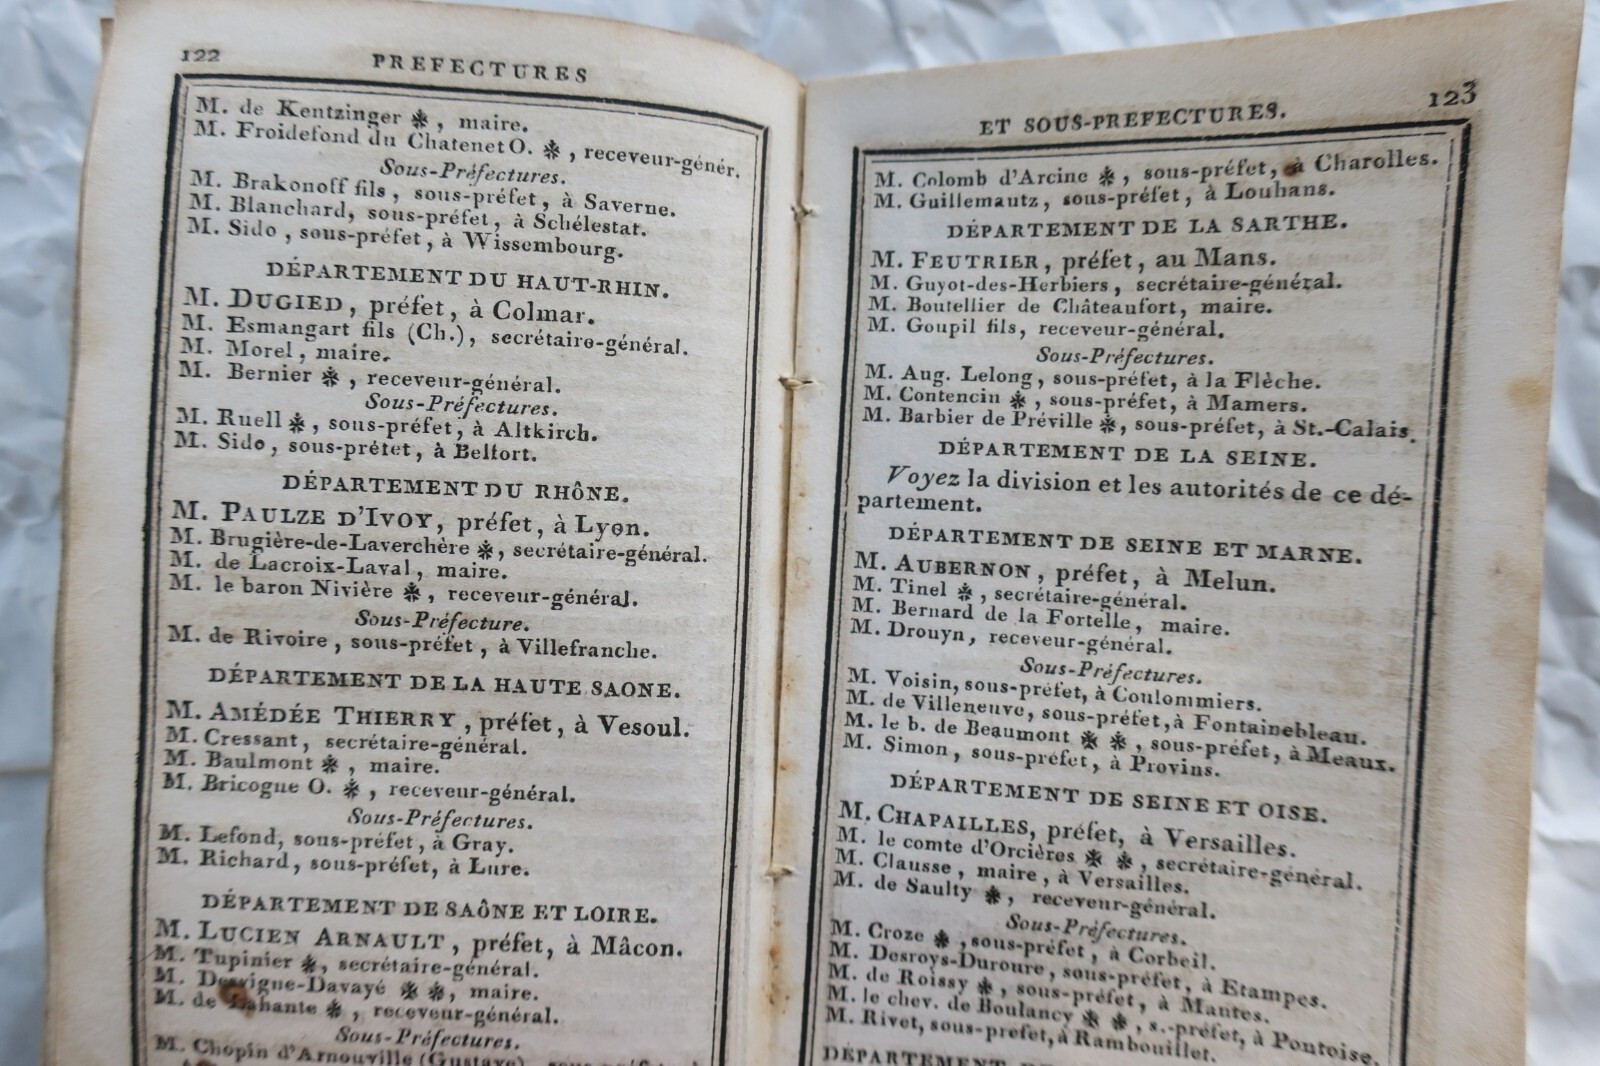 122
PREFECTURES
M. de Kentzinger ❋, maire.
M. Froidefond du Chatenet O. ❋, receveur-génér.
Sous-Préfectures.
M. Brakonoff fils, sous-préfet, à Saverne.
M. Blanchard, sous-préfet, à Schélestat.
M. Sido, sous-préfet, à Wissembourg.
DÉPARTEMENT DU HAUT-RHIN.
M. DUGIED, préfet, à Colmar.
M. Esmangart fils (Ch.), secrétaire-général.
M. Morel, maire.
M. Bernier ❋, receveur-général.
Sous-Préfectures.
M. Ruell ❋, sous-préfet, à Altkirch.
M. Sido, sous-prétet, à Belfort.
DÉPARTEMENT DU RHÔNE.
M. PAULZE D'IVOY, préfet, à Lyon.
M. Brugière-de-Laverchère ❋, secrétaire-général.
M. de Lacroix-Laval, maire.
M. le baron Nivière ❋, receveur-général.
Sous-Préfecture.
M. de Rivoire, sous-préfet, à Villefranche.
DÉPARTEMENT DE LA HAUTE SAONE.
M. AMÉDÉE THIERRY, préfet, à Vesoul.
M. Cressant, secrétaire-général.
M. Baulmont ❋, maire.
M. Bricogne O. ❋, receveur-général.
Sous-Préfectures.
M. Lefond, sous-préfet, à Gray.
M. Richard, sous-préfet, à Lure.
DÉPARTEMENT DE SAÔNE ET LOIRE.
M. LUCIEN ARNAULT, préfet, à Mâcon.
M. Tupinier ❋, secrétaire-général.
M. Desvigne-Davayé ❋ ❋, maire.
M. de Lahante ❋, receveur-général.
Sous-Préfectures.
M. Chopin d'Arnouville (Gustave), sous-préfet à
ET SOUS-PREFECTURES.
123
M. Colomb d'Arcine ❋, sous-préfet, à Charolles.
M. Guillemautz, sous-préfet, à Louhans.
DÉPARTEMENT DE LA SARTHE.
M. FEUTRIER, préfet, au Mans.
M. Guyot-des-Herbiers, secrétaire-général.
M. Boutellier de Châteaufort, maire.
M. Goupil fils, receveur-général.
Sous-Préfectures.
M. Aug. Lelong, sous-préfet, à la Flèche.
M. Contencin ❋, sous-préfet, à Mamers.
M. Barbier de Préville ❋, sous-préfet, à St.-Calais.
DÉPARTEMENT DE LA SEINE.
Voyez la division et les autorités de ce dé-
partement.
DÉPARTEMENT DE SEINE ET MARNE.
M. AUBERNON, préfet, à Melun.
M. Tinel ❋, secrétaire-général.
M. Bernard de la Fortelle, maire.
M. Drouyn, receveur-général.
Sous-Préfectures.
M. Voisin, sous-préfet, à Coulommiers.
M. de Villeneuve, sous-préfet, à Fontainebleau.
M. le b. de Beaumont ❋ ❋, sous-préfet, à Meaux.
M. Simon, sous-préfet, à Provins.
DÉPARTEMENT DE SEINE ET OISE.
M. CHAPAILLES, préfet, à Versailles.
M. le comte d'Orcières ❋ ❋, secrétaire-général.
M. Clausse, maire, à Versailles.
M. de Saulty ❋, receveur-général.
Sous-Préfectures.
M. Croze ❋, sous-préfet, à Corbeil.
M. Desroys-Duroure, sous-préfet, à Etampes.
M. de Roissy ❋, sous-préfet, à Mantes.
M. le chev. de Boulancy ❋ ❋, s.-préfet, à Pontoise.
M. Rivet, sous-prefet, à Rambouillet.
DÉPARTEMENT